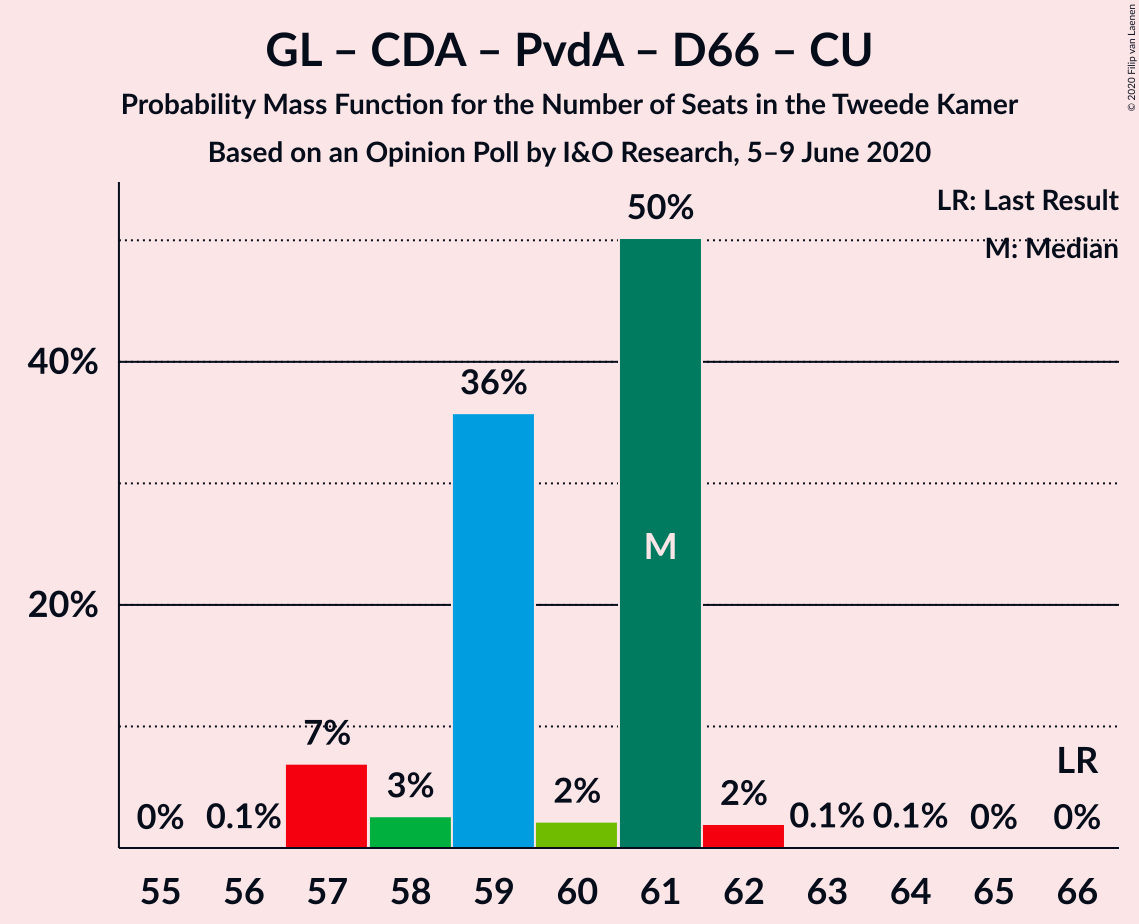 GL – CDA – PvdA – D66 – CU
Probability Mass Function for the Number of Seats in the Tweede Kamer
Based on an Opinion Poll by I&O Research, 5–9 June 2020
© 2020 Filip van Laenen
LR: Last Result
M: Median
50%
40%
36%
M
20%
7%
3%
2%
2%
LR
0%
0.1%
0.1%
0.1%
0%
0%
55 56 57 58 59 60 61 62 63 64 65 66